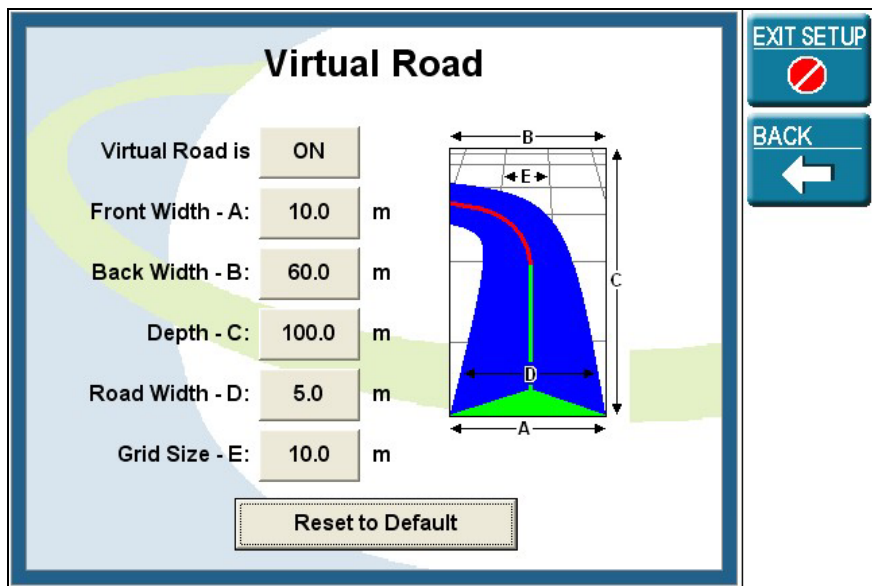 Virtual Road
EXIT SETUP
BACK
Virtual Road is ON
Front Width - A: 10.0 m
Back Width - B: 60.0 m
Depth - C: 100.0 m
Road Width - D: 5.0 m
Grid Size - E: 10.0 m
Reset to Default
B
E
C
D
A